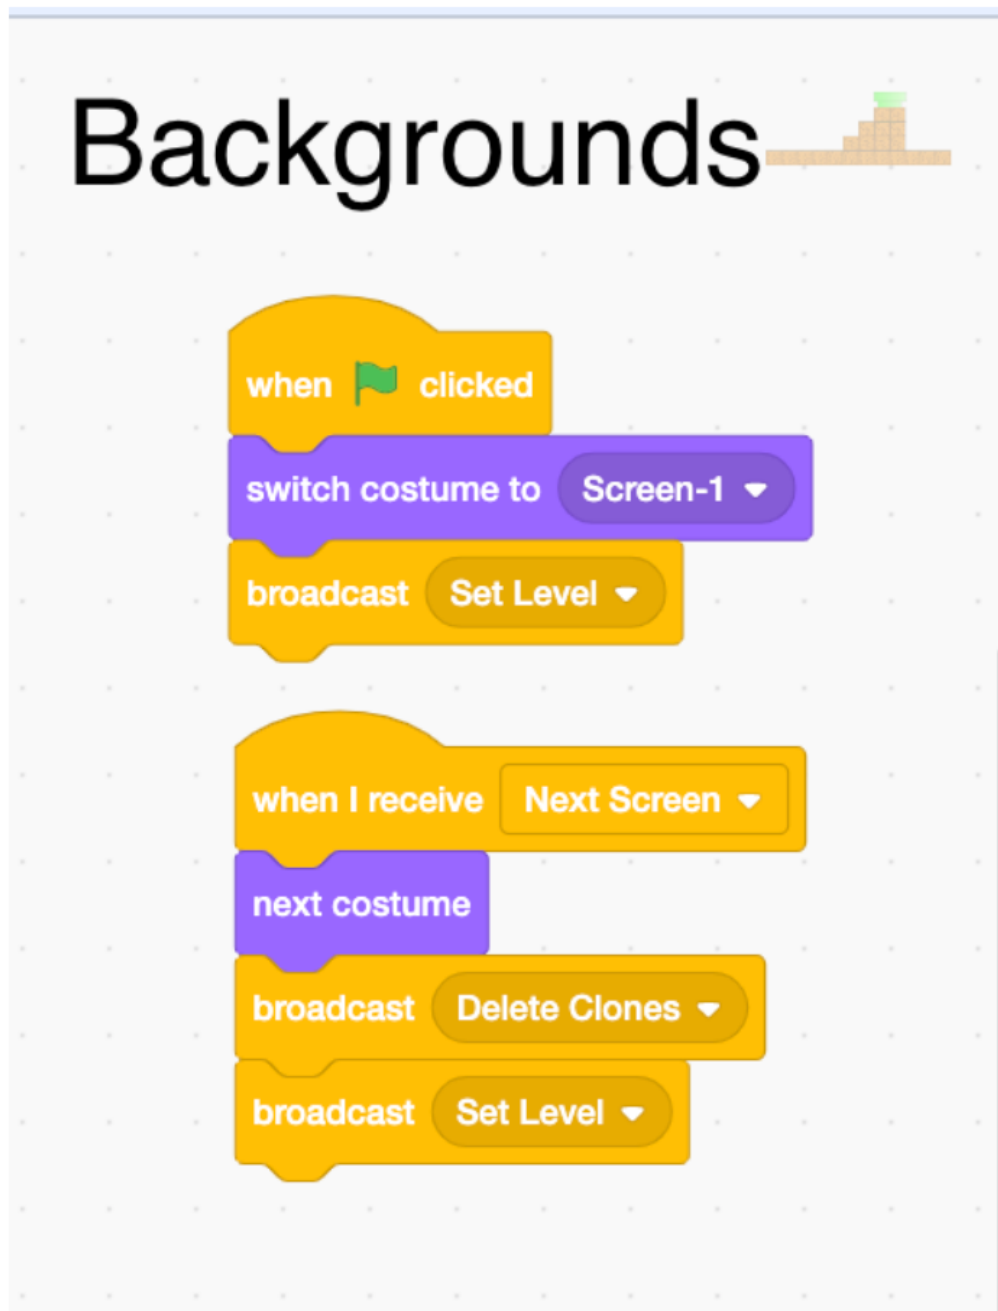 Backgrounds
when clicked
switch costume to Screen-1
broadcast Set Level
when I receive Next Screen
next costume
broadcast Delete Clones
broadcast Set Level